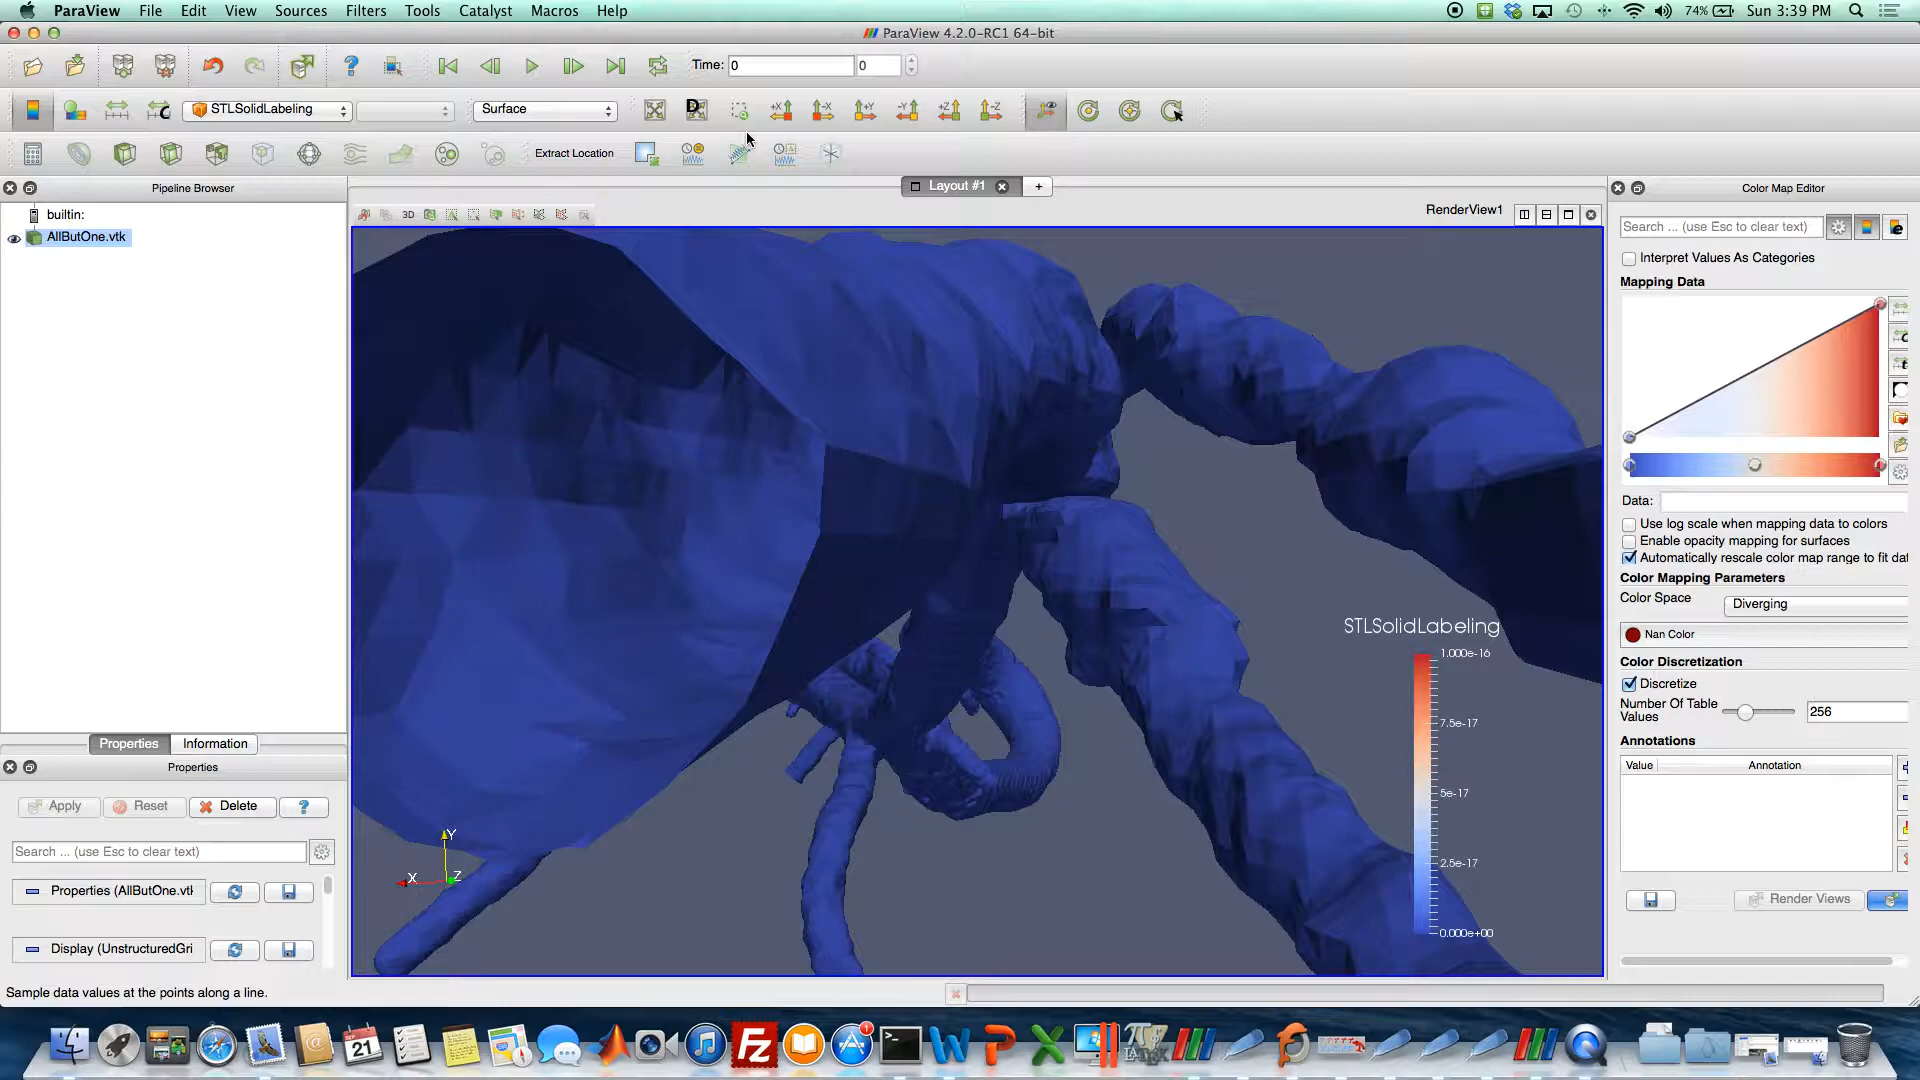 ParaView File Edit View Sources Filters Tools Catalyst Macros Help 74% Sun 3:39 PM
ParaView 4.2.0-RC1 64-bit
Time: 0 0
STLSolidLabeling Surface D +X -X +Y -Y +Z -Z
Extract Location
Pipeline Browser
Layout #1
Color Map Editor
builtin:
AllButOne.vtk
3D
RenderView1
Search ... (use Esc to clear text)
Interpret Values As Categories
Mapping Data
Data:
Use log scale when mapping data to colors
Enable opacity mapping for surfaces
Automatically rescale color map range to fit dat
Color Mapping Parameters
Color Space Diverging
Nan Color
Color Discretization
Discretize
Number Of Table Values 256
Annotations
Value Annotation
Render Views
STLSolidLabeling
1.000e-16
7.5e-17
5e-17
2.5e-17
0.000e+00
Y
X
Z
Properties Information
Properties
Apply Reset Delete ?
Search ... (use Esc to clear text)
Properties (AllButOne.vtk
Display (UnstructuredGri
Sample data values at the points along a line.
SEP
21
Fz
1